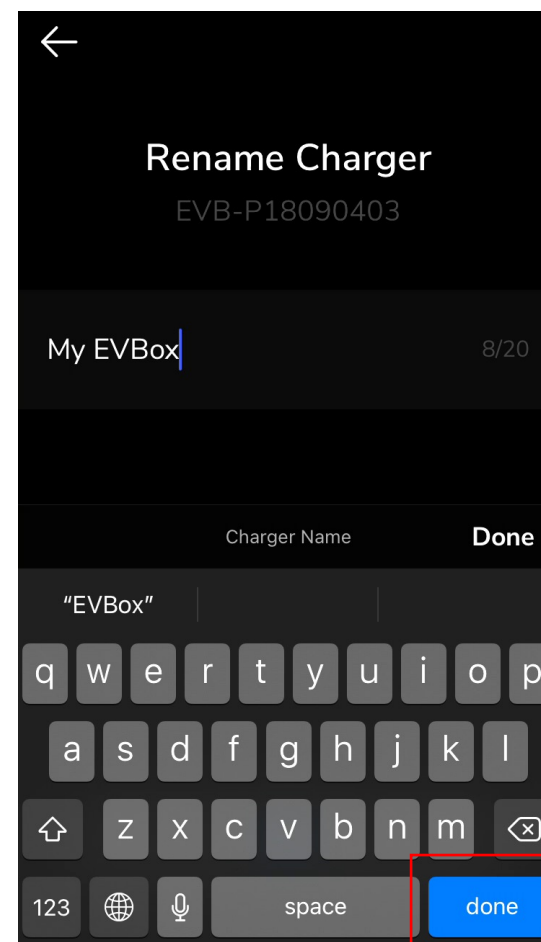 Rename Charger
EVB-P18090403
My EVBox 8/20
Charger Name Done
“EVBox”
q w e r t y u i o p
a s d f g h j k l
z x c v b n m
123 space done